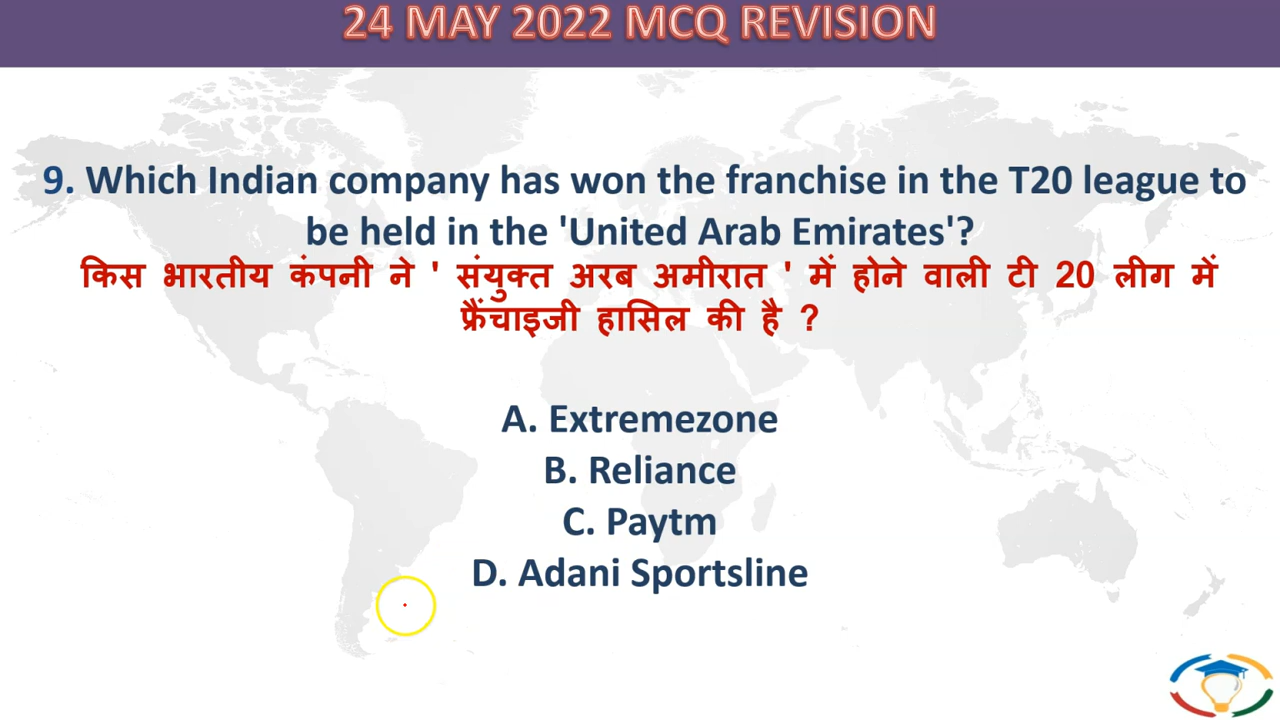 24 MAY 2022 MCQ REVISION
9. Which Indian company has won the franchise in the T20 league to
be held in the 'United Arab Emirates'?
किस भारतीय कंपनी ने ' संयुक्त अरब अमीरात ' में होने वाली टी 20 लीग में
फ्रैंचाइजी हासिल की है ?
A. Extremezone
B. Reliance
C. Paytm
D. Adani Sportsline